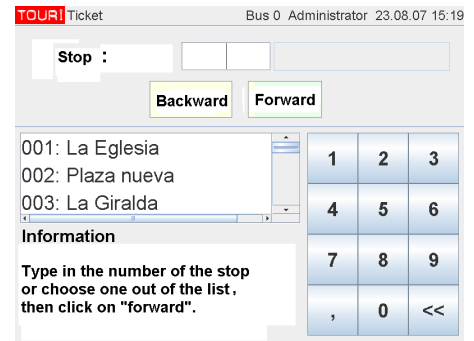 TOURI Ticket Bus 0 Administrator 23.08.07 15:19
Stop :
Backward Forward
001: La Eglesia
002: Plaza nueva
003: La Giralda
Information
Type in the number of the stop
or choose one out of the list,
then click on "forward".
1 2 3
4 5 6
7 8 9
, 0 <<